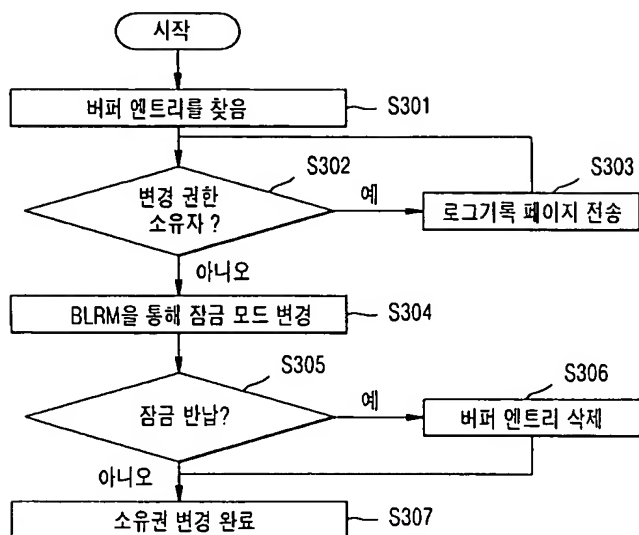 시작
버퍼 엔트리를 찾음
S301
S302
변경 권한
소유자 ?
예
S303
로그기록 페이지 전송
아니오
BLRM을 통해 잠금 모드 변경
S304
S305
잠금 반납?
예
S306
버퍼 엔트리 삭제
아니오
소유권 변경 완료
S307